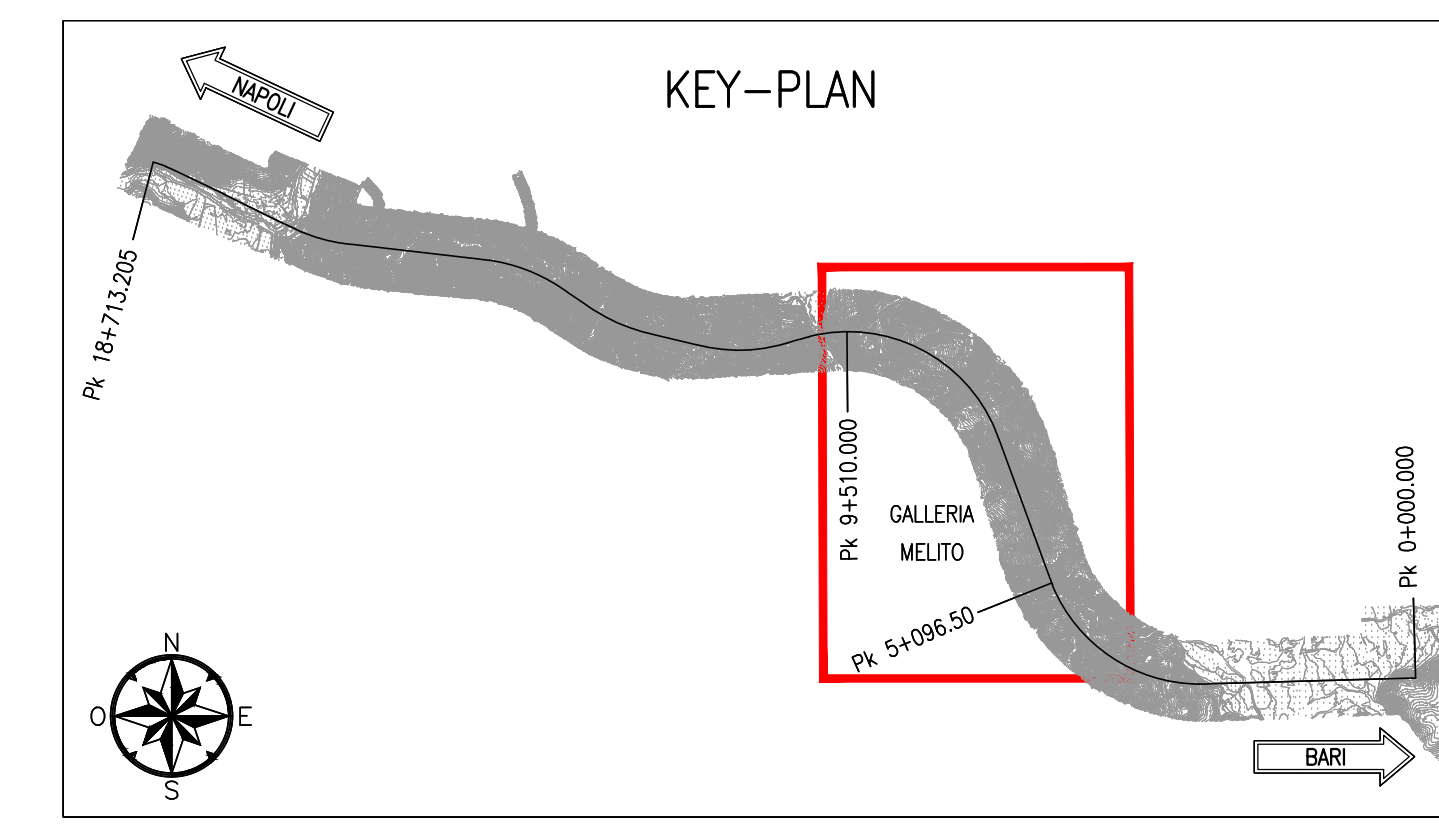 KEY-PLAN
NAPOLI
Pk 18+713.205
Pk 9+510.000
GALLERIA
MELITO
Pk 0+000.000
Pk 5+096.50
N
O
E
S
BARI